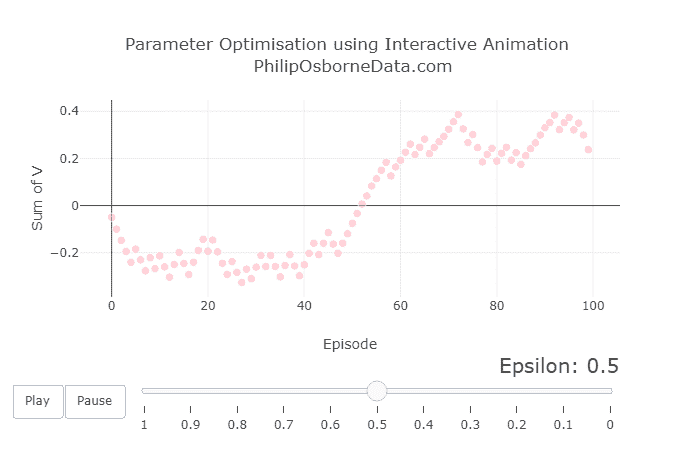 Parameter Optimisation using Interactive Animation
PhilipOsborneData.com
0.4
0.2
0
−0.2
Sum of V
0 20 40 60 80 100
Episode
Epsilon: 0.5
Play Pause
1 0.9 0.8 0.7 0.6 0.5 0.4 0.3 0.2 0.1 0